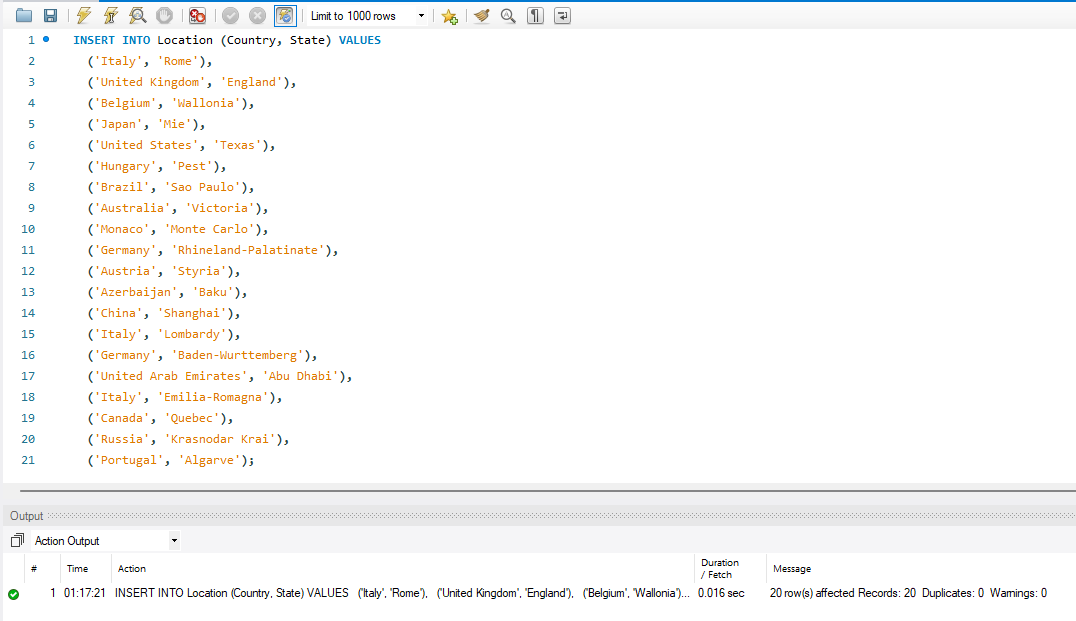 Limit to 1000 rows
1 INSERT INTO Location (Country, State) VALUES
2 ('Italy', 'Rome'),
3 ('United Kingdom', 'England'),
4 ('Belgium', 'Wallonia'),
5 ('Japan', 'Mie'),
6 ('United States', 'Texas'),
7 ('Hungary', 'Pest'),
8 ('Brazil', 'Sao Paulo'),
9 ('Australia', 'Victoria'),
10 ('Monaco', 'Monte Carlo'),
11 ('Germany', 'Rhineland-Palatinate'),
12 ('Austria', 'Styria'),
13 ('Azerbaijan', 'Baku'),
14 ('China', 'Shanghai'),
15 ('Italy', 'Lombardy'),
16 ('Germany', 'Baden-Wurttemberg'),
17 ('United Arab Emirates', 'Abu Dhabi'),
18 ('Italy', 'Emilia-Romagna'),
19 ('Canada', 'Quebec'),
20 ('Russia', 'Krasnodar Krai'),
21 ('Portugal', 'Algarve');
Output
Action Output
# Time Action Duration / Fetch Message
1 01:17:21 INSERT INTO Location (Country, State) VALUES ('Italy', 'Rome'), ('United Kingdom', 'England'), ('Belgium', 'Wallonia')... 0.016 sec 20 row(s) affected Records: 20 Duplicates: 0 Warnings: 0